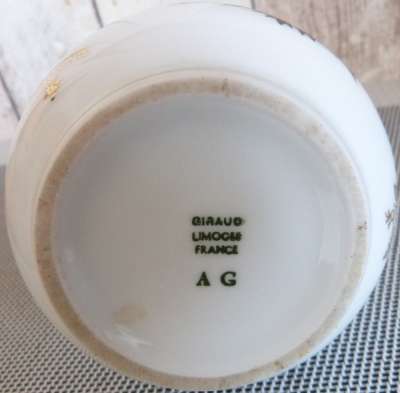 GIRAUD
LIMOGES
FRANCE
A G